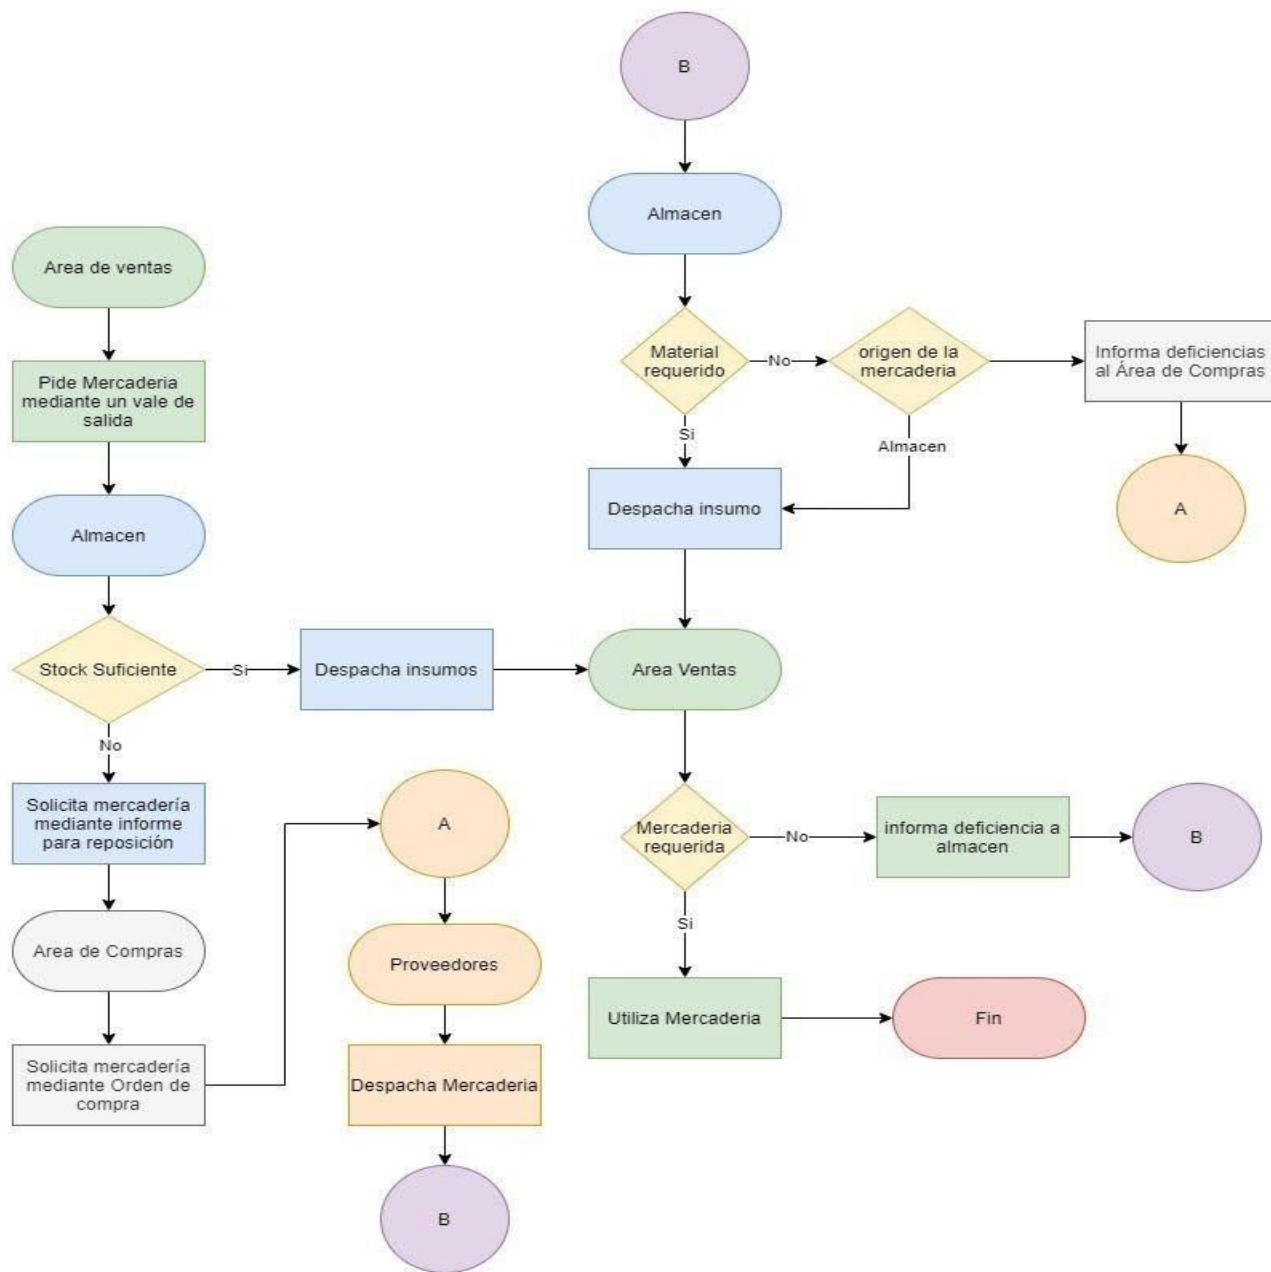 B
Almacen
Area de ventas
Material
requerido
No
origen de la
mercaderia
Informa deficiencias
al Área de Compras
Pide Mercaderia
mediante un vale de
salida
Si
Almacen
Despacha insumo
A
Almacen
Stock Suficiente
Si
Despacha insumos
Area Ventas
No
Solicita mercadería
mediante informe
para reposición
A
Mercaderia
requerida
No
informa deficiencia a
almacen
B
Si
Area de Compras
Proveedores
Utiliza Mercaderia
Fin
Solicita mercadería
mediante Orden de
compra
Despacha Mercaderia
B